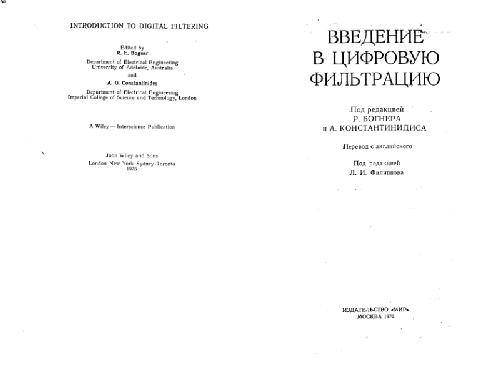 INTRODUCTION TO DIGITAL FILTERING
Edited by
R. E. Bogner
Department of Electrical Engineering
University of Adelaide, Australia
and
A. G. Constantinides
Department of Electrical Engineering
Imperial College of Science and Technology, London
A Wiley — Interscience Publication
John Wiley and Sons
London New York Sydney Toronto
1975
ВВЕДЕНИЕ
В ЦИФРОВУЮ
ФИЛЬТРАЦИЮ
Под редакцией
Р. БОГНЕРА
и А. КОНСТАНТИНИДИСА
Перевод с английского
Под редакцией
Л. И. Филиппова
ИЗДАТЕЛЬСТВО «МИР»
МОСКВА